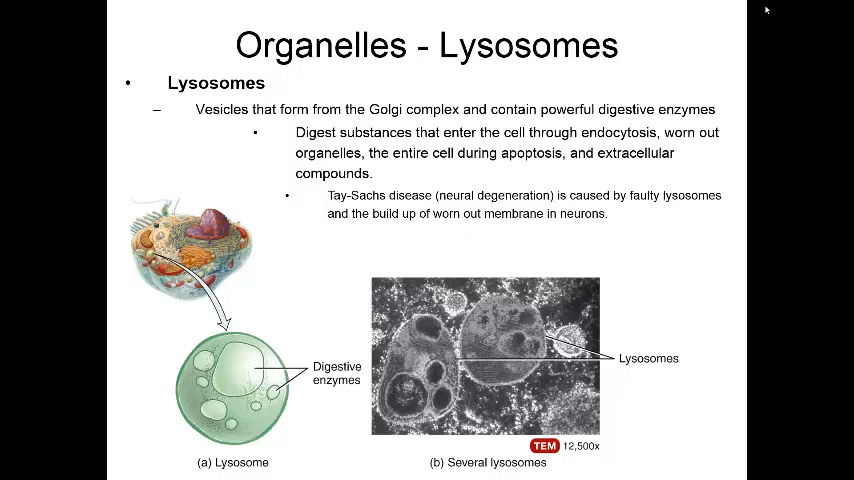 Organelles - Lysosomes
• Lysosomes
– Vesicles that form from the Golgi complex and contain powerful digestive enzymes
• Digest substances that enter the cell through endocytosis, worn out
organelles, the entire cell during apoptosis, and extracellular
compounds.
• Tay-Sachs disease (neural degeneration) is caused by faulty lysosomes
and the build up of worn out membrane in neurons.
Digestive
enzymes
Lysosomes
TEM 12,500x
(a) Lysosome
(b) Several lysosomes